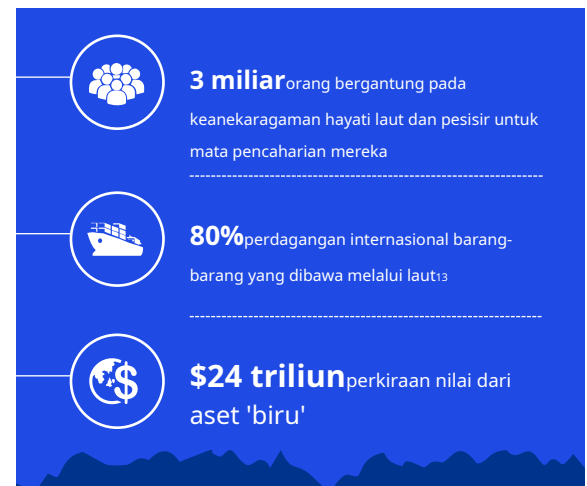 3 miliarorang bergantung pada
keanekaragaman hayati laut dan pesisir untuk
mata pencaharian mereka
80%perdagangan internasional barang-
barang yang dibawa melalui laut13
$24 triliunperkiraan nilai dari
aset 'biru'